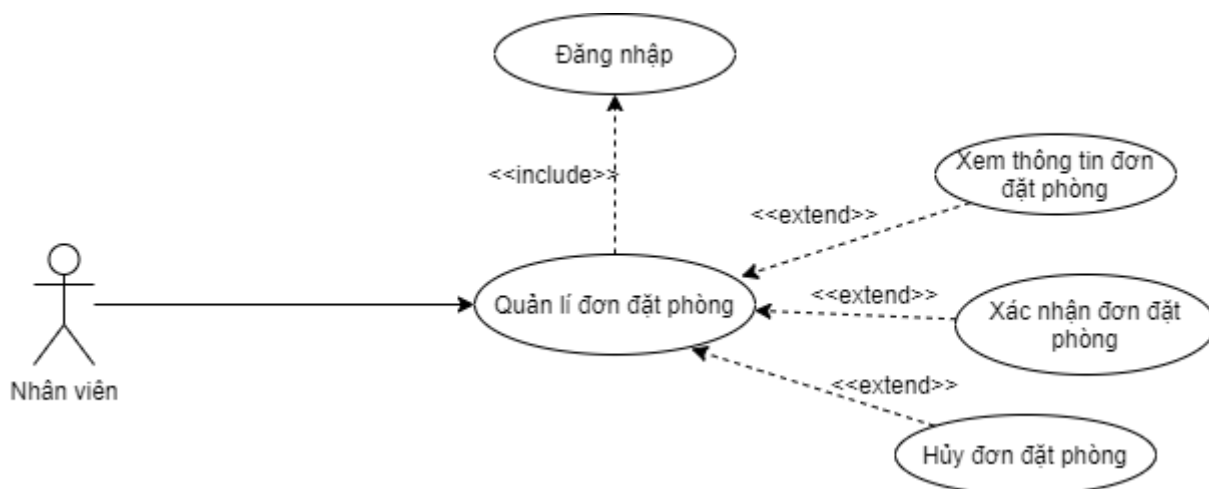 Đăng nhập
<<include>>
Xem thông tin đơn
đặt phòng
<<extend>>
Quản lí đơn đặt phòng
<<extend>>
Xác nhận đơn đặt
phòng
Nhân viên
<<extend>>
Hủy đơn đặt phòng